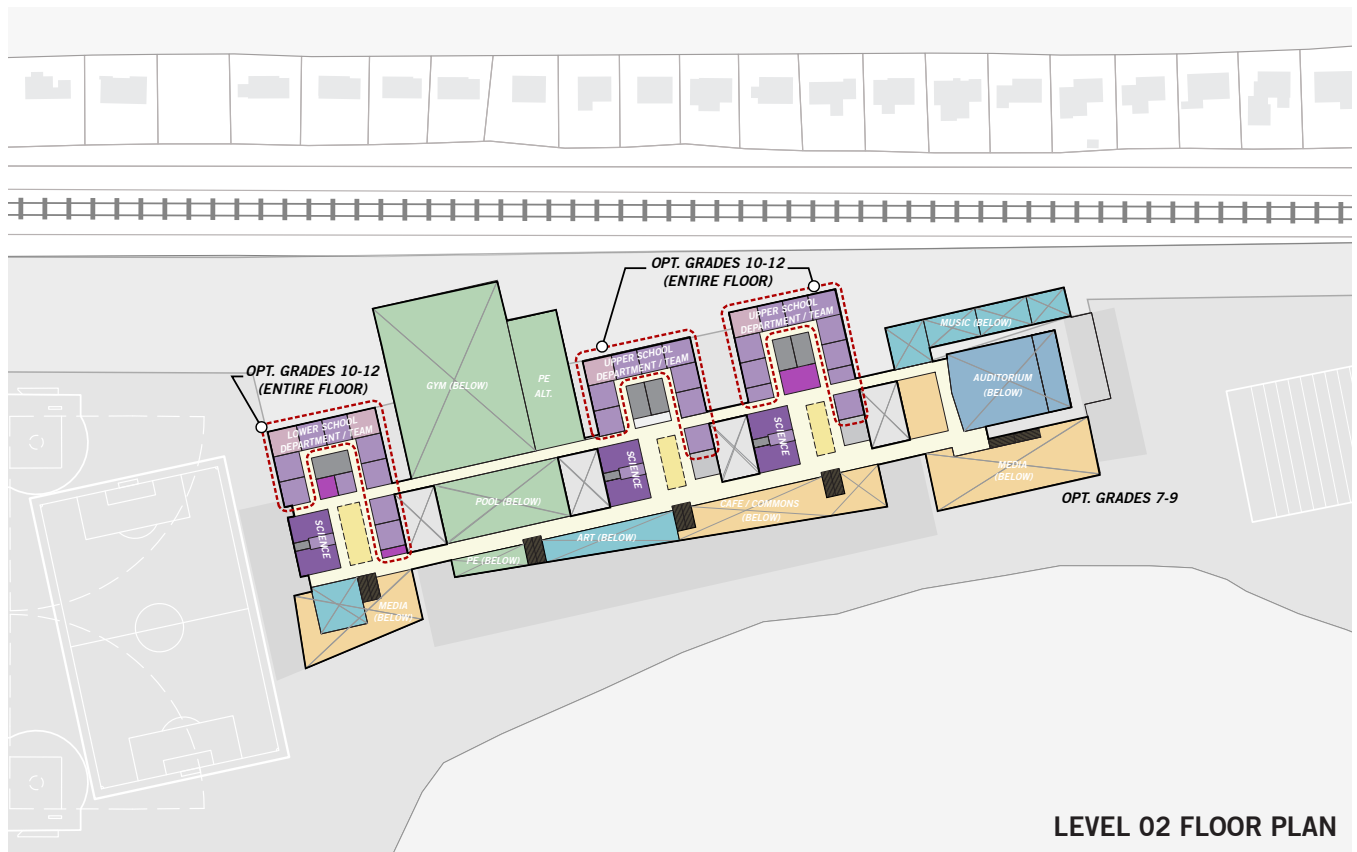 OPT. GRADES 10-12
(ENTIRE FLOOR)
OPT. GRADES 10-12
(ENTIRE FLOOR)
UPPER SCHOOL
DEPARTMENT / TEAM
MUSIC (BELOW)
UPPER SCHOOL
DEPARTMENT / TEAM
GYM (BELOW)
PE
ALT.
AUDITORIUM
(BELOW)
LOWER SCHOOL
DEPARTMENT / TEAM
SCIENCE
SCIENCE
SCIENCE
MEDIA
(BELOW)
OPT. GRADES 7-9
POOL (BELOW)
CAFE / COMMONS
(BELOW)
ART (BELOW)
PE (BELOW)
MEDIA
(BELOW)
LEVEL 02 FLOOR PLAN